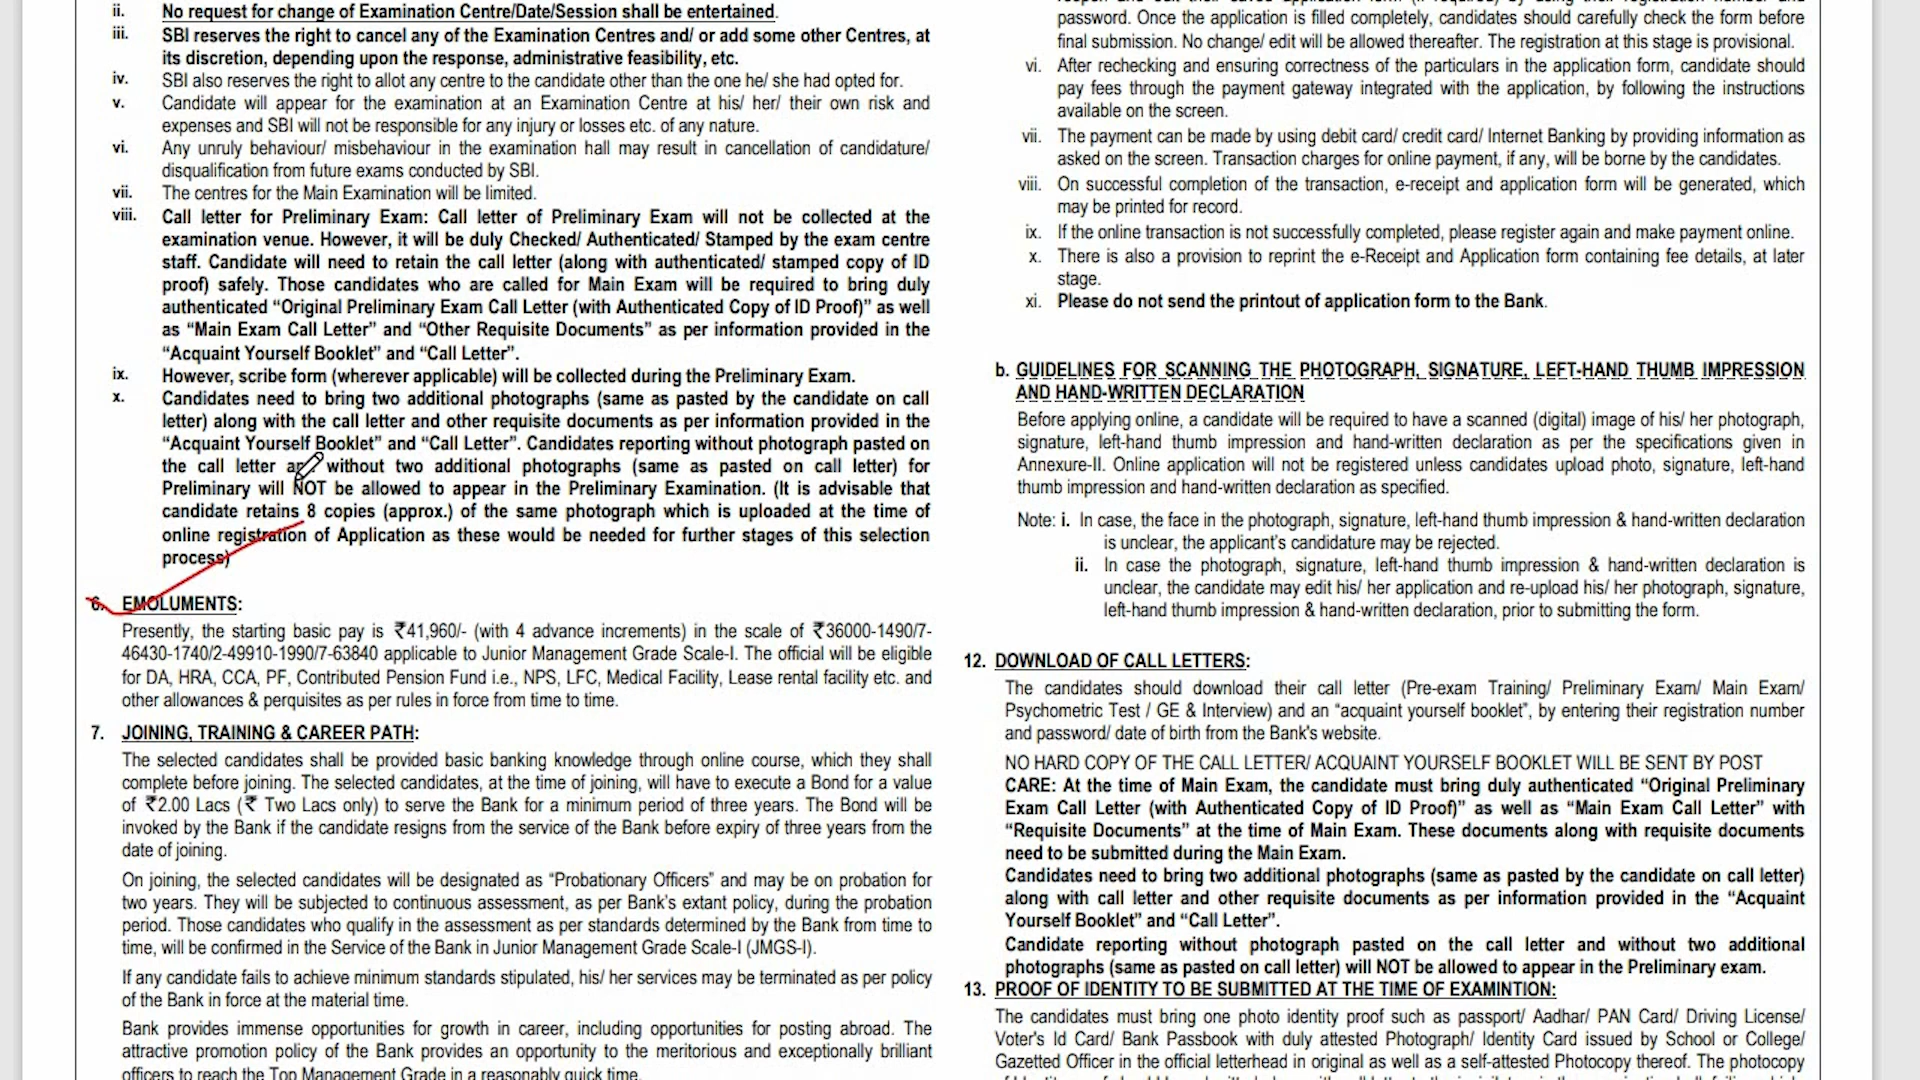 ii. No request for change of Examination Centre/Date/Session shall be entertained.
iii. SBI reserves the right to cancel any of the Examination Centres and/ or add some other Centres, at
its discretion, depending upon the response, administrative feasibility, etc.
iv. SBI also reserves the right to allot any centre to the candidate other than the one he/ she had opted for.
v. Candidate will appear for the examination at an Examination Centre at his/ her/ their own risk and
expenses and SBI will not be responsible for any injury or losses etc. of any nature.
vi. Any unruly behaviour/ misbehaviour in the examination hall may result in cancellation of candidature/
disqualification from future exams conducted by SBI.
vii. The centres for the Main Examination will be limited.
viii. Call letter for Preliminary Exam: Call letter of Preliminary Exam will not be collected at the
examination venue. However, it will be duly Checked/ Authenticated/ Stamped by the exam centre
staff. Candidate will need to retain the call letter (along with authenticated/ stamped copy of ID
proof) safely. Those candidates who are called for Main Exam will be required to bring duly
authenticated “Original Preliminary Exam Call Letter (with Authenticated Copy of ID Proof)” as well
as “Main Exam Call Letter” and “Other Requisite Documents” as per information provided in the
“Acquaint Yourself Booklet” and “Call Letter”.
ix. However, scribe form (wherever applicable) will be collected during the Preliminary Exam.
x. Candidates need to bring two additional photographs (same as pasted by the candidate on call
letter) along with the call letter and other requisite documents as per information provided in the
“Acquaint Yourself Booklet” and “Call Letter”. Candidates reporting without photograph pasted on
the call letter without two additional photographs (same as pasted on call letter) for
Preliminary will NOT be allowed to appear in the Preliminary Examination. (It is advisable that
candidate retains 8 copies (approx.) of the same photograph which is uploaded at the time of
online registration of Application as these would be needed for further stages of this selection
process)
6. EMOLUMENTS:
Presently, the starting basic pay is ₹41,960/- (with 4 advance increments) in the scale of ₹36000-1490/7-
46430-1740/2-49910-1990/7-63840 applicable to Junior Management Grade Scale-I. The official will be eligible
for DA, HRA, CCA, PF, Contributed Pension Fund i.e., NPS, LFC, Medical Facility, Lease rental facility etc. and
other allowances & perquisites as per rules in force from time to time.
7. JOINING, TRAINING & CAREER PATH:
The selected candidates shall be provided basic banking knowledge through online course, which they shall
complete before joining. The selected candidates, at the time of joining, will have to execute a Bond for a value
of ₹2.00 Lacs (₹ Two Lacs only) to serve the Bank for a minimum period of three years. The Bond will be
invoked by the Bank if the candidate resigns from the service of the Bank before expiry of three years from the
date of joining.
On joining, the selected candidates will be designated as “Probationary Officers” and may be on probation for
two years. They will be subjected to continuous assessment, as per Bank's extant policy, during the probation
period. Those candidates who qualify in the assessment as per standards determined by the Bank from time to
time, will be confirmed in the Service of the Bank in Junior Management Grade Scale-I (JMGS-I).
If any candidate fails to achieve minimum standards stipulated, his/ her services may be terminated as per policy
of the Bank in force at the material time.
Bank provides immense opportunities for growth in career, including opportunities for posting abroad. The
attractive promotion policy of the Bank provides an opportunity to the meritorious and exceptionally brilliant
officers to reach the Top Management Grade in a reasonably quick time.
password. Once the application is filled completely, candidates should carefully check the form before
final submission. No change/ edit will be allowed thereafter. The registration at this stage is provisional.
vi. After rechecking and ensuring correctness of the particulars in the application form, candidate should
pay fees through the payment gateway integrated with the application, by following the instructions
available on the screen.
vii. The payment can be made by using debit card/ credit card/ Internet Banking by providing information as
asked on the screen. Transaction charges for online payment, if any, will be borne by the candidates.
viii. On successful completion of the transaction, e-receipt and application form will be generated, which
may be printed for record.
ix. If the online transaction is not successfully completed, please register again and make payment online.
x. There is also a provision to reprint the e-Receipt and Application form containing fee details, at later
stage.
xi. Please do not send the printout of application form to the Bank.
b. GUIDELINES FOR SCANNING THE PHOTOGRAPH, SIGNATURE, LEFT-HAND THUMB IMPRESSION
AND HAND-WRITTEN DECLARATION
Before applying online, a candidate will be required to have a scanned (digital) image of his/ her photograph,
signature, left-hand thumb impression and hand-written declaration as per the specifications given in
Annexure-II. Online application will not be registered unless candidates upload photo, signature, left-hand
thumb impression and hand-written declaration as specified.
Note: i. In case, the face in the photograph, signature, left-hand thumb impression & hand-written declaration
is unclear, the applicant's candidature may be rejected.
ii. In case the photograph, signature, left-hand thumb impression & hand-written declaration is
unclear, the candidate may edit his/ her application and re-upload his/ her photograph, signature,
left-hand thumb impression & hand-written declaration, prior to submitting the form.
12. DOWNLOAD OF CALL LETTERS:
The candidates should download their call letter (Pre-exam Training/ Preliminary Exam/ Main Exam/
Psychometric Test / GE & Interview) and an “acquaint yourself booklet”, by entering their registration number
and password/ date of birth from the Bank's website.
NO HARD COPY OF THE CALL LETTER/ ACQUAINT YOURSELF BOOKLET WILL BE SENT BY POST
CARE: At the time of Main Exam, the candidate must bring duly authenticated “Original Preliminary
Exam Call Letter (with Authenticated Copy of ID Proof)” as well as “Main Exam Call Letter” with
“Requisite Documents” at the time of Main Exam. These documents along with requisite documents
need to be submitted during the Main Exam.
Candidates need to bring two additional photographs (same as pasted by the candidate on call letter)
along with call letter and other requisite documents as per information provided in the “Acquaint
Yourself Booklet” and “Call Letter”.
Candidate reporting without photograph pasted on the call letter and without two additional
photographs (same as pasted on call letter) will NOT be allowed to appear in the Preliminary exam.
13. PROOF OF IDENTITY TO BE SUBMITTED AT THE TIME OF EXAMINTION:
The candidates must bring one photo identity proof such as passport/ Aadhar/ PAN Card/ Driving License/
Voter's Id Card/ Bank Passbook with duly attested Photograph/ Identity Card issued by School or College/
Gazetted Officer in the official letterhead in original as well as a self-attested Photocopy thereof. The photocopy